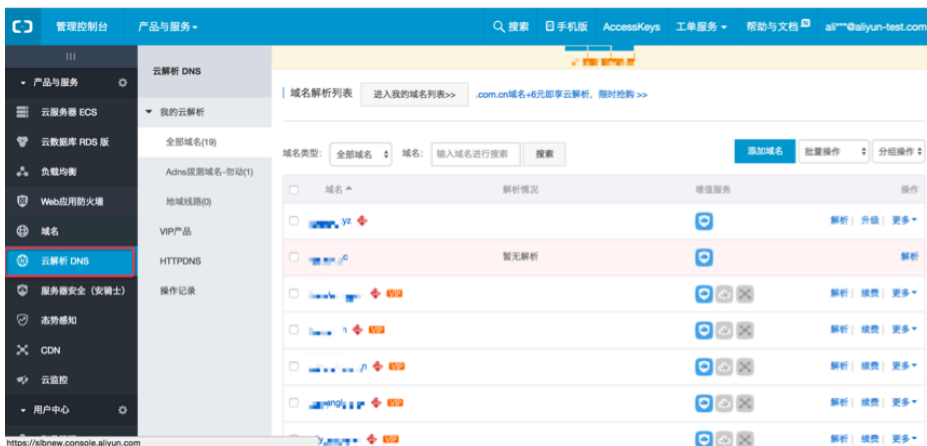 管理控制台 产品与服务 搜索 手机版 AccessKeys 工单服务 帮助与文档 ali***@aliyun-test.com
产品与服务
云服务器 ECS
云数据库 RDS 版
负载均衡
Web应用防火墙
域名
云解析 DNS
服务器安全（安骑士）
态势感知
CDN
云监控
用户中心
https://slbnew.console.aliyun.com
云解析 DNS
我的云解析
全部域名(19)
Adns拨测域名-勿动(1)
地域线路(0)
VIP产品
HTTPDNS
操作记录
域名解析列表 进入我的域名列表>> .com.cn域名+6元即享云解析，限时抢购 >>
域名类型: 全部域名 域名: 输入域名进行搜索 搜索 添加域名 批量操作 分组操作
域名 解析情况 增值服务 操作
yz 解析 升级 更多
暂无解析 解析
VIP 解析 续费 更多
VIP 解析 续费 更多
VIP 解析 续费 更多
VIP 解析 续费 更多
VIP 解析 续费 更多